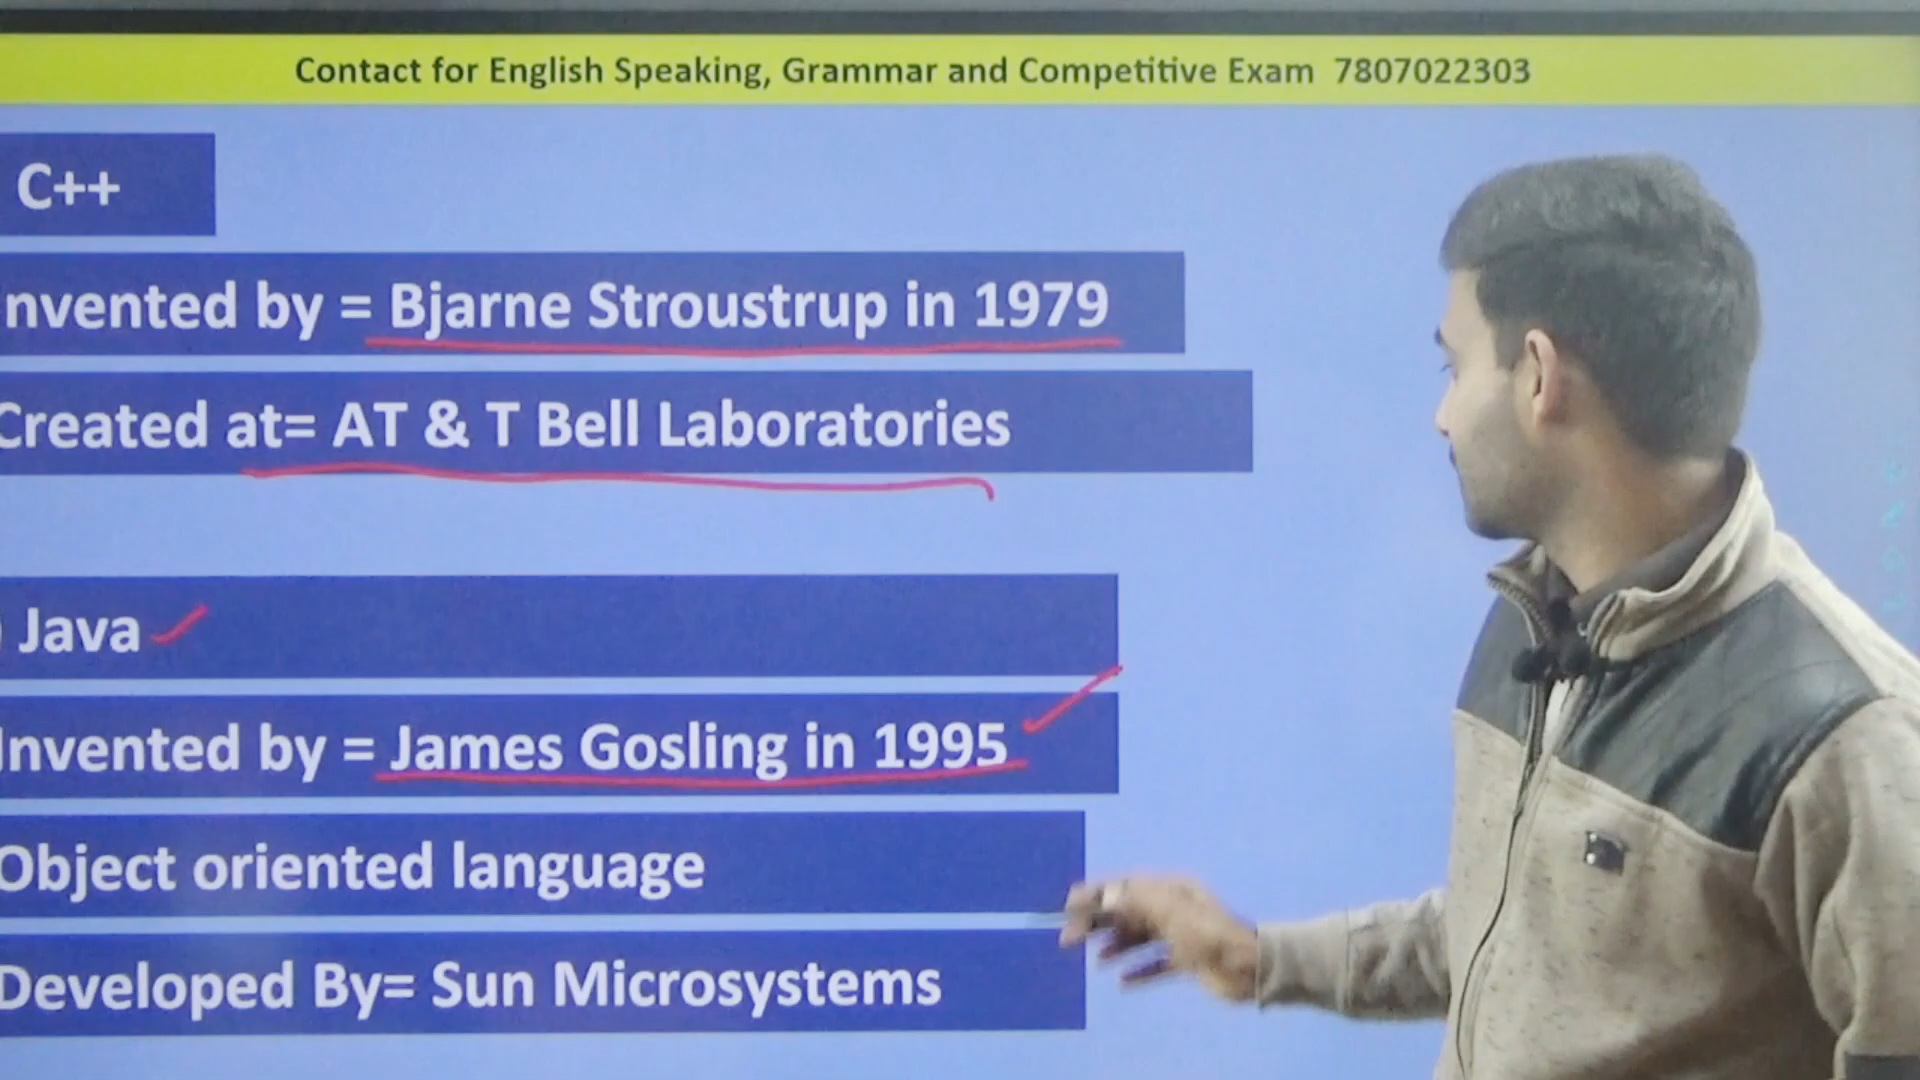 Contact for English Speaking, Grammar and Competitive Exam 7807022303
C++
nvented by = Bjarne Stroustrup in 1979
Created at= AT & T Bell Laboratories
Java
Invented by = James Gosling in 1995
Object oriented language
Developed By= Sun Microsystems